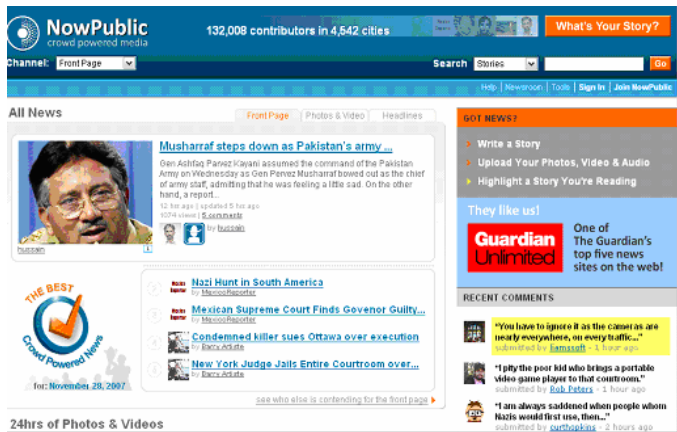 NowPublic
crowd powered media
132,008 contributors in 4,542 cities
What's Your Story?
Channel: Front Page
Search Stories Go
Help | Newsroom | Tools | Sign In | Join NowPublic
All News
Front Page Photos & Video Headlines
Musharraf steps down as Pakistan's army ...
Gen Ashfaq Parvez Kayani assumed the command of the Pakistan
Army on Wednesday as Gen Pervez Musharraf bowed out as the chief
of army staff, admitting that he was feeling a little sad. On the other
hand, a report...
12 hrs ago | updated 5 hrs ago
1074 views | 5 comments
by hussain
hussain
THE BEST
Crowd Powered News
for: November 28, 2007
2 Nazi Hunt in South America
by MexicoReporter
3 Mexican Supreme Court Finds Govenor Guilty...
by MexicoReporter
4 Condemned killer sues Ottawa over execution
by Barry Artiste
New York Judge Jails Entire Courtroom over...
by Barry Artiste
see who else is contending for the front page
24hrs of Photos & Videos
GOT NEWS?
Write a Story
Upload Your Photos, Video & Audio
Highlight a Story You're Reading
They like us!
Guardian
Unlimited
One of
The Guardian's
top five news
sites on the web!
RECENT COMMENTS
"You have to ignore it as the cameras are
nearly everywhere, on every traffic..."
submitted by liamssoft - 1 hour ago
"I pity the poor kid who brings a portable
video game player to that courtroom."
submitted by Rob Peters - 1 hour ago
"I am always saddened when people whom
Nazis would first use, then..."
submitted by curthopkins - 2 hours ago